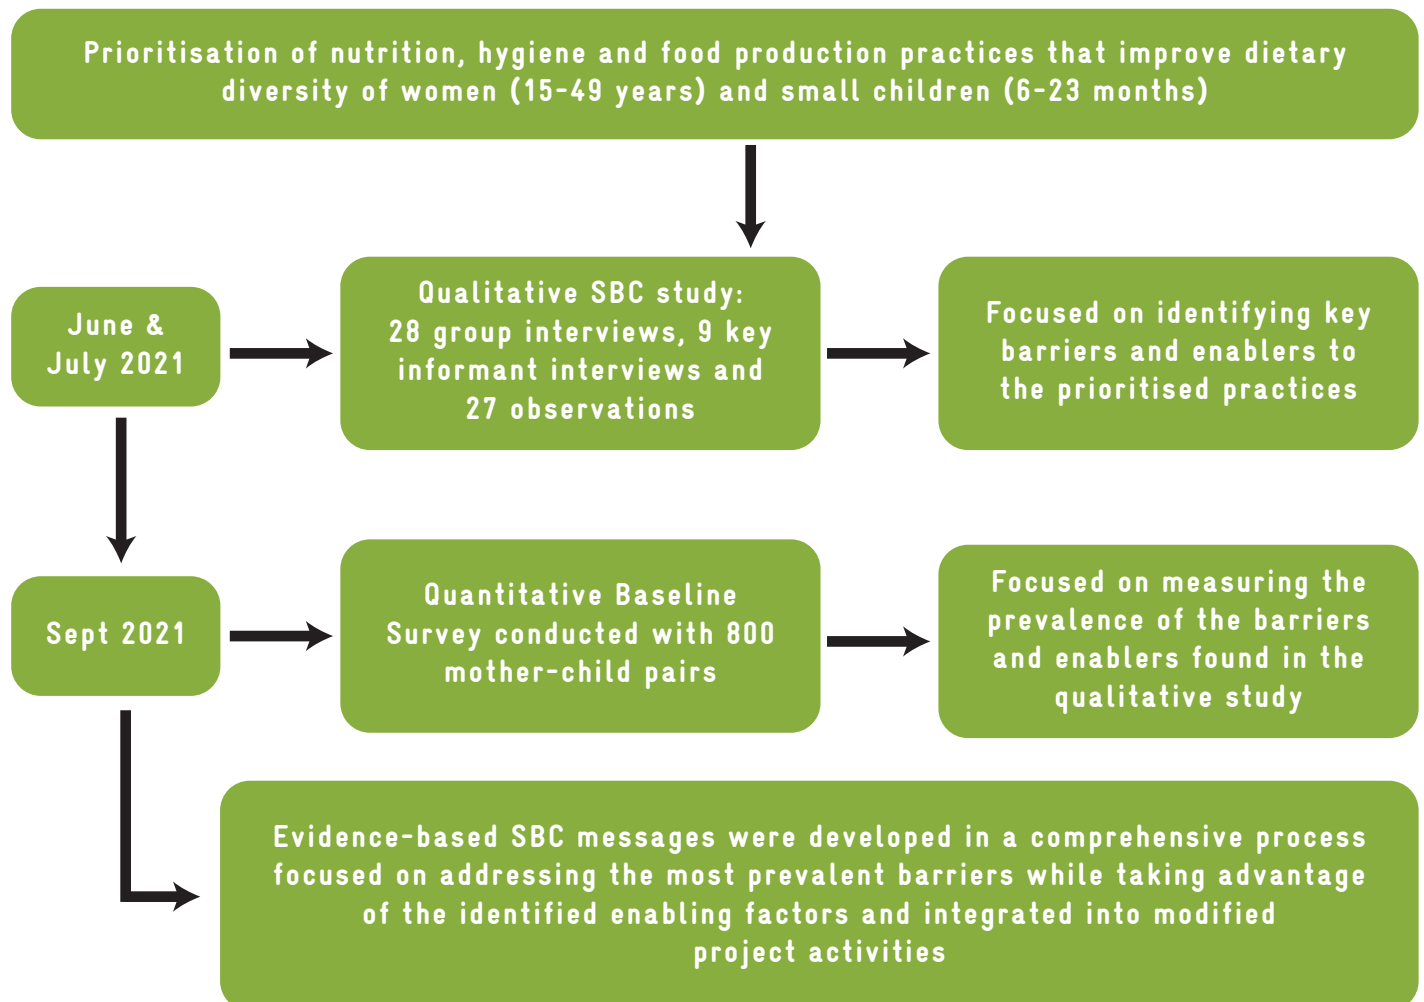 Prioritisation of nutrition, hygiene and food production practices that improve dietary
diversity of women (15-49 years) and small children (6-23 months)
June &
July 2021
Qualitative SBC study:
28 group interviews, 9 key
informant interviews and
27 observations
Focused on identifying key
barriers and enablers to
the prioritised practices
Sept 2021
Quantitative Baseline
Survey conducted with 800
mother-child pairs
Focused on measuring the
prevalence of the barriers
and enablers found in the
qualitative study
Evidence-based SBC messages were developed in a comprehensive process
focused on addressing the most prevalent barriers while taking advantage
of the identified enabling factors and integrated into modified
project activities